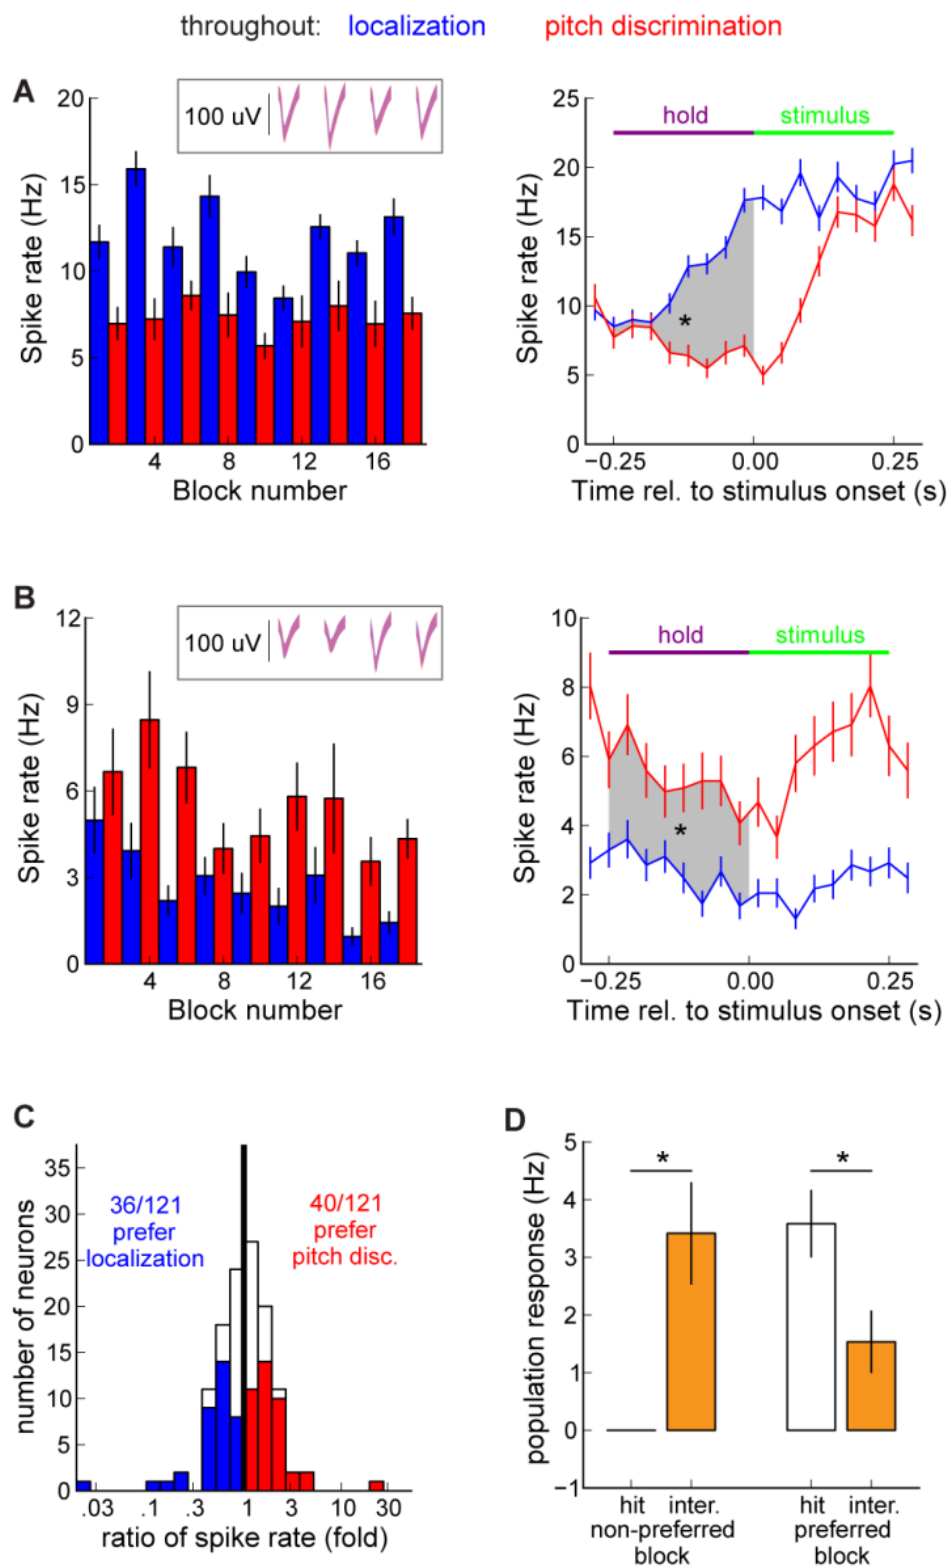 throughout: localization pitch discrimination
A
20
15
10
5
0
Spike rate (Hz)
100 uV
4 8 12 16
Block number
25
20
15
10
5
0
Spike rate (Hz)
hold stimulus
*
−0.25 0.00 0.25
Time rel. to stimulus onset (s)
B
12
9
6
3
0
Spike rate (Hz)
100 uV
4 8 12 16
Block number
10
8
6
4
2
0
Spike rate (Hz)
hold stimulus
*
−0.25 0.00 0.25
Time rel. to stimulus onset (s)
C
35
30
25
20
15
10
5
0
number of neurons
36/121
prefer
localization
40/121
prefer
pitch disc.
.03 .1 .3 1 3 10 30
ratio of spike rate (fold)
D
5
4
3
2
1
0
−1
population response (Hz)
* *
hit inter. hit inter.
non-preferred preferred
block block